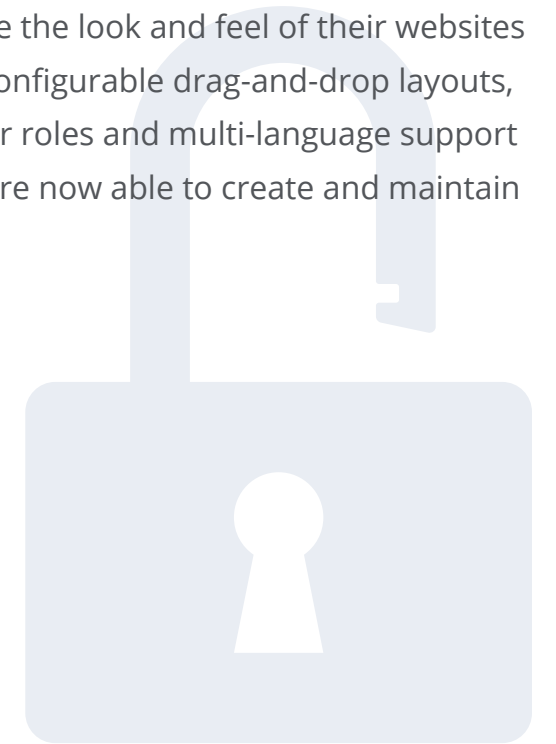 e the look and feel of their websites
onfigurable drag-and-drop layouts,
r roles and multi-language support
re now able to create and maintain